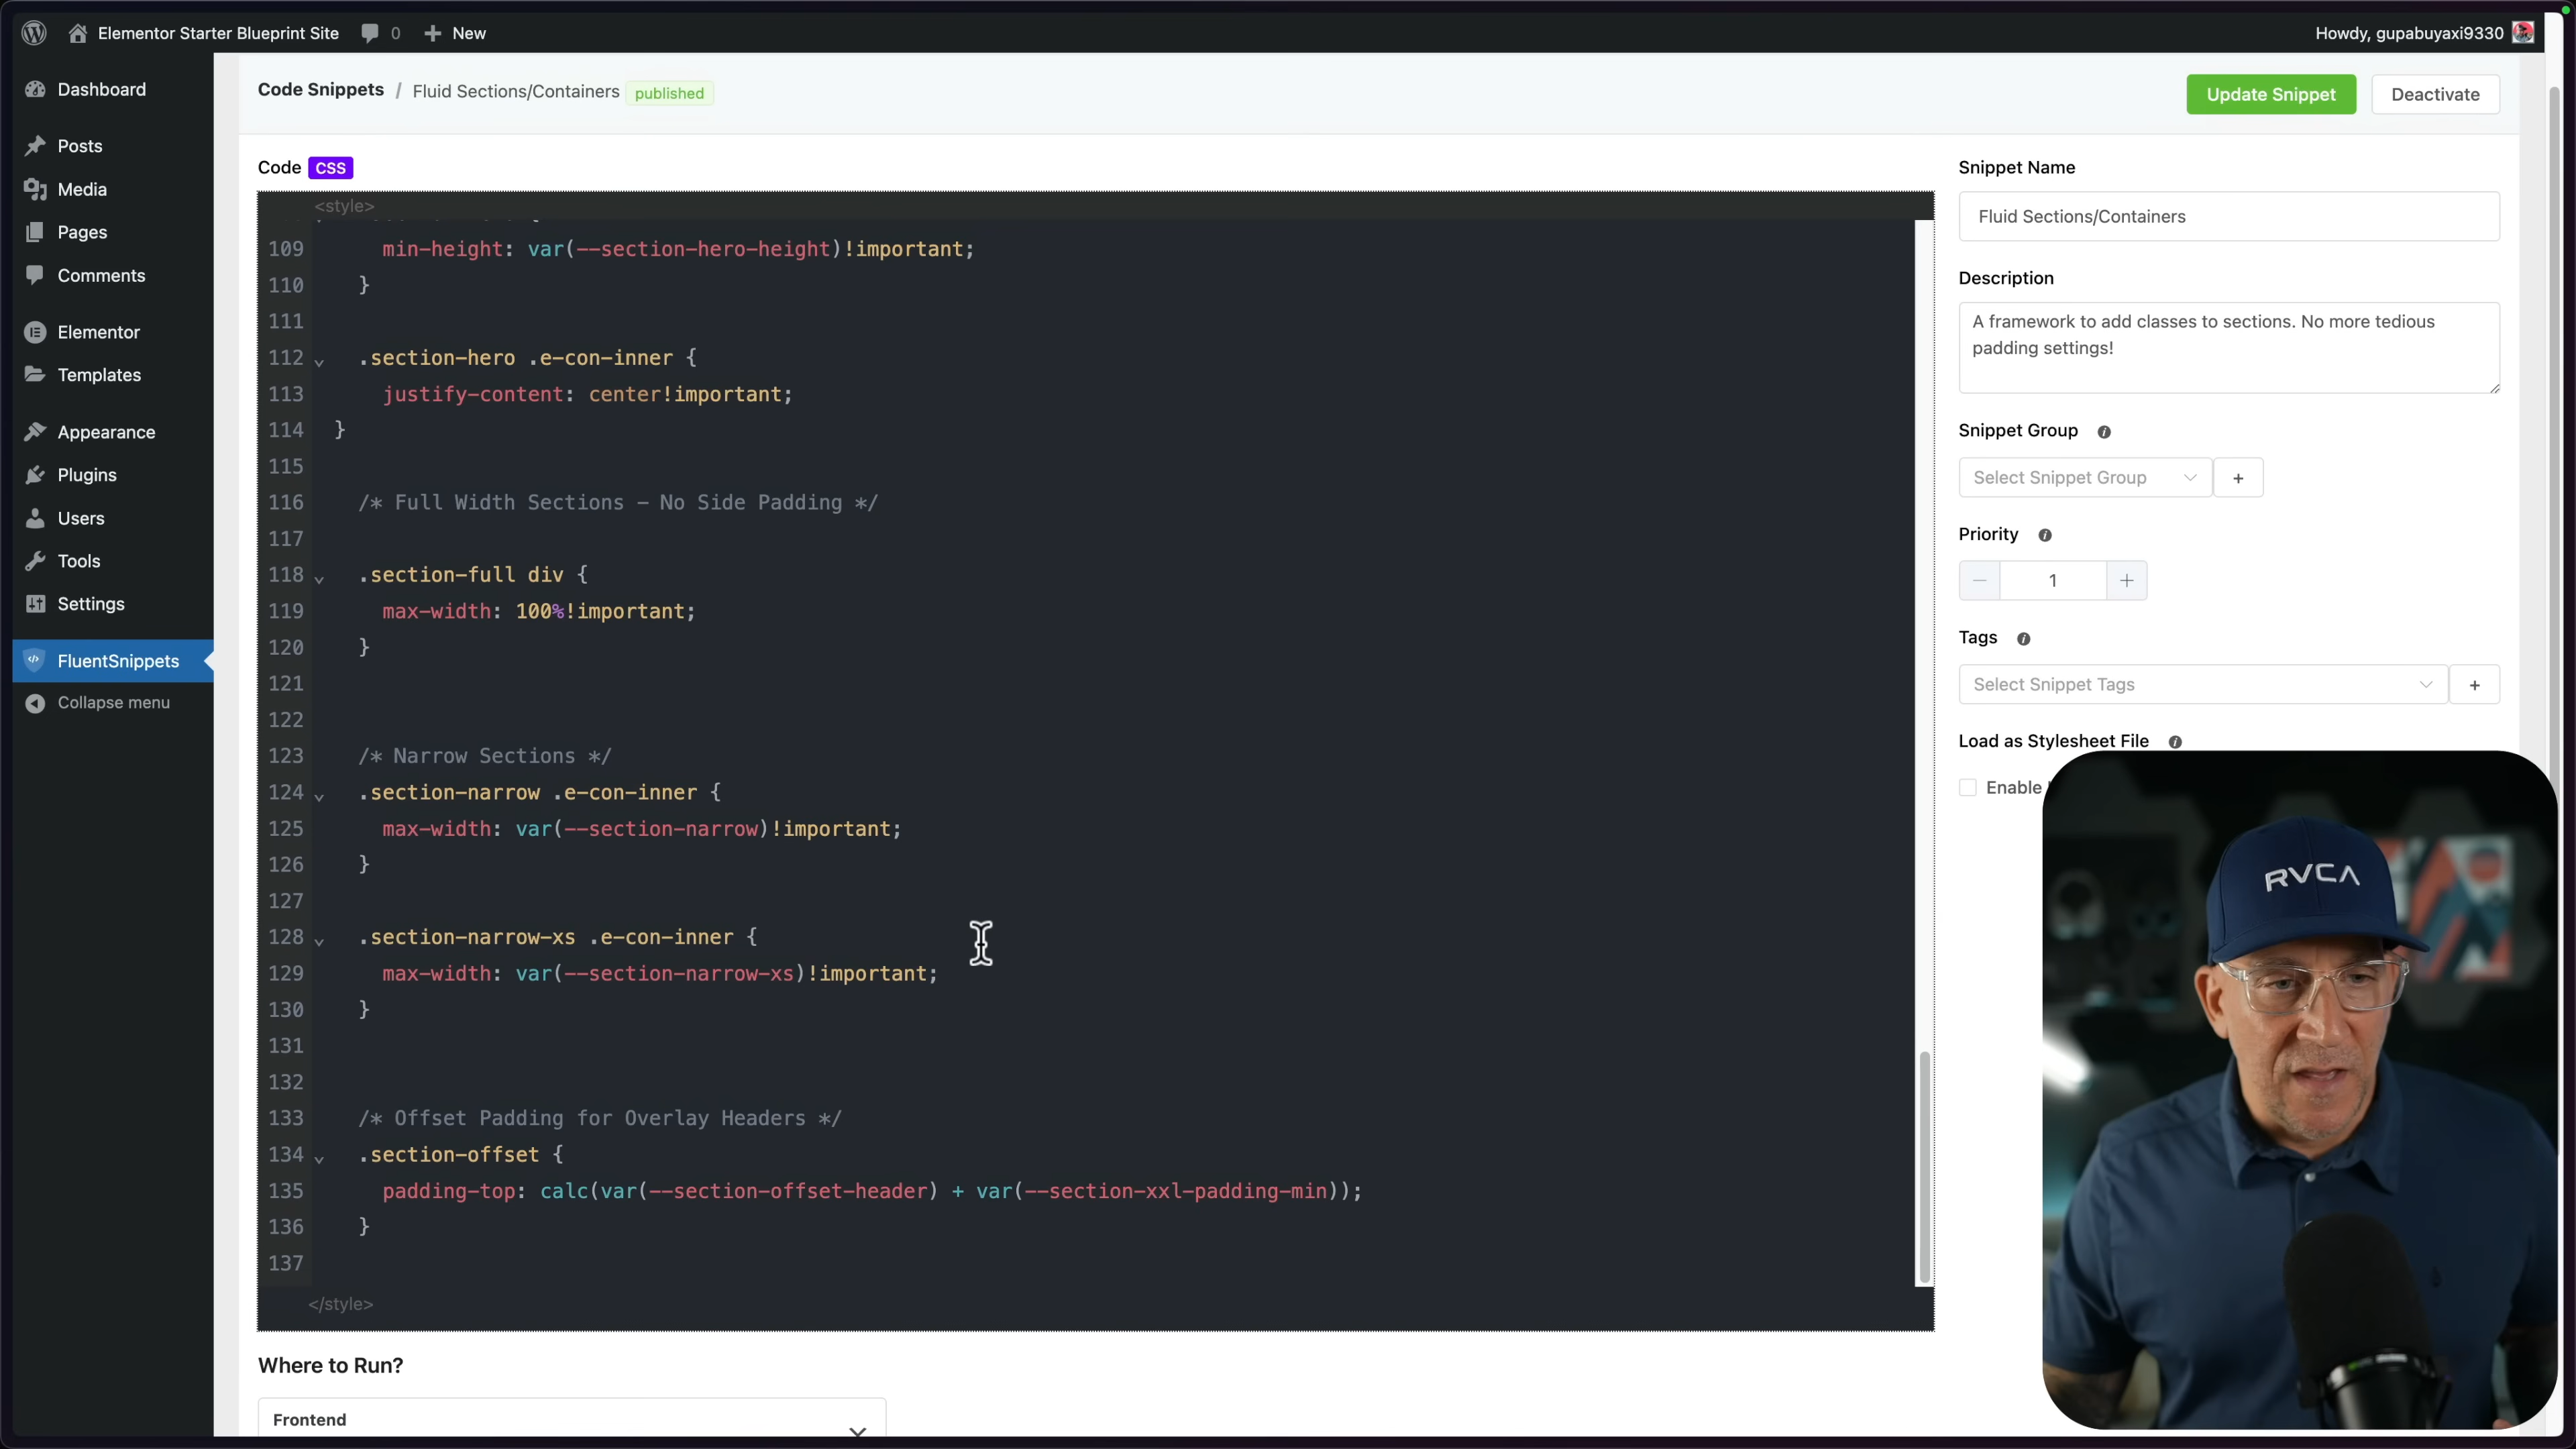 Elementor Starter Blueprint Site 0 New
Howdy, gupabuyaxi9330
Dashboard
Posts
Media
Pages
Comments
Elementor
Templates
Appearance
Plugins
Users
Tools
Settings
FluentSnippets
Collapse menu
Code Snippets / Fluid Sections/Containers published
Update Snippet Deactivate
Code CSS
<style>
109 min-height: var(--section-hero-height)!important;
110 }
111
112 .section-hero .e-con-inner {
113 justify-content: center!important;
114 }
115
116 /* Full Width Sections - No Side Padding */
117
118 .section-full div {
119 max-width: 100%!important;
120 }
121
122
123 /* Narrow Sections */
124 .section-narrow .e-con-inner {
125 max-width: var(--section-narrow)!important;
126 }
127
128 .section-narrow-xs .e-con-inner {
129 max-width: var(--section-narrow-xs)!important;
130 }
131
132
133 /* Offset Padding for Overlay Headers */
134 .section-offset {
135 padding-top: calc(var(--section-offset-header) + var(--section-xxl-padding-min));
136 }
137
</style>
Where to Run?
Frontend
Snippet Name
Fluid Sections/Containers
Description
A framework to add classes to sections. No more tedious
padding settings!
Snippet Group
Select Snippet Group +
Priority
− 1 +
Tags
Select Snippet Tags +
Load as Stylesheet File
Enable
RVCA